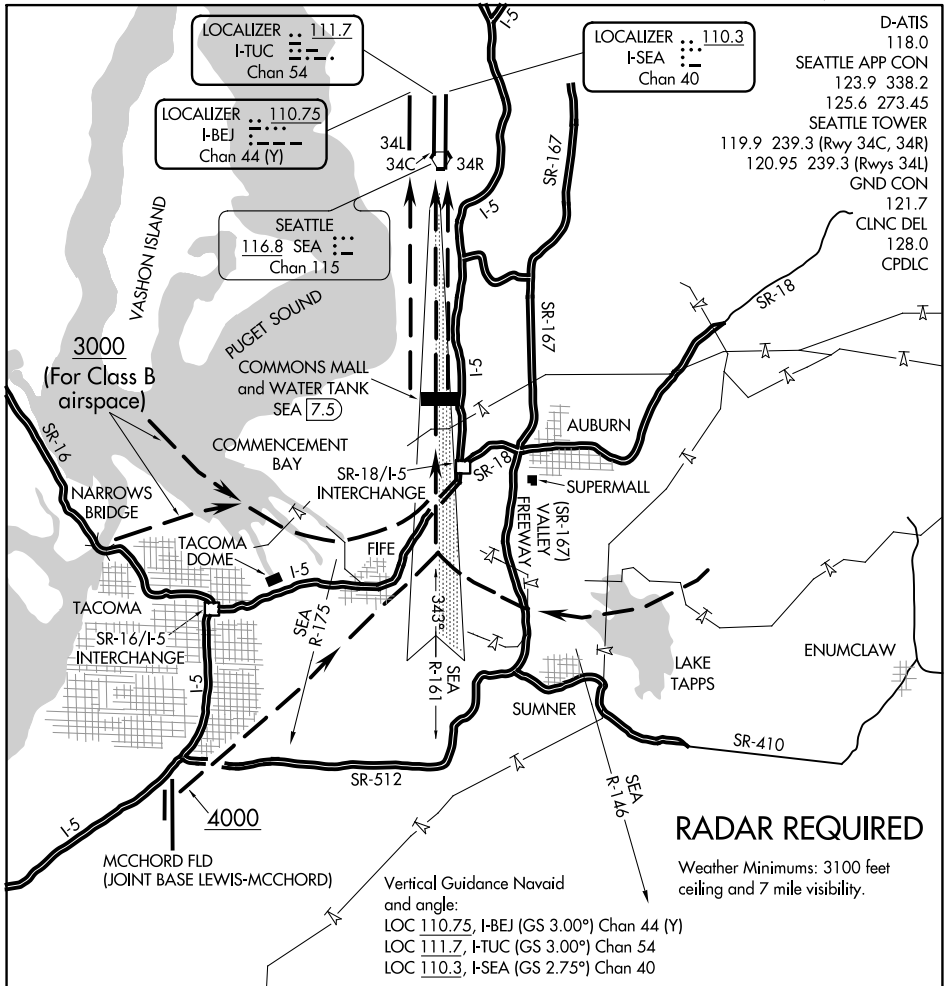 LOCALIZER 111.7
I-TUC
Chan 54
LOCALIZER 110.3
I-SEA
Chan 40
I-5
D-ATIS
118.0
SEATTLE APP CON
123.9 338.2
125.6 273.45
SEATTLE TOWER
119.9 239.3 (Rwy 34C, 34R)
120.95 239.3 (Rwys 34L)
GND CON
121.7
CLNC DEL
128.0
CPDLC
LOCALIZER 110.75
I-BEJ
Chan 44 (Y)
34L
34C
34R
SR-167
I-5
SEATTLE
116.8 SEA
Chan 115
VASHON ISLAND
PUGET SOUND
SR-18
SR-167
I-5
3000
(For Class B
airspace)
COMMONS MALL
and WATER TANK
SEA 7.5
SR-16
COMMENCEMENT
BAY
AUBURN
SR-18/I-5
INTERCHANGE
SR-18
SUPERMALL
NARROWS
BRIDGE
(SR-167)
VALLEY
FREEWAY
TACOMA
DOME
I-5
FIFE
TACOMA
SR-16/I-5
INTERCHANGE
SEA
R-175
343°
SEA
R-161
I-5
LAKE
TAPPS
ENUMCLAW
SUMNER
SR-410
SR-512
SEA
R-146
4000
I-5
MCCHORD FLD
(JOINT BASE LEWIS-MCCHORD)
RADAR REQUIRED
Weather Minimums: 3100 feet
ceiling and 7 mile visibility.
Vertical Guidance Navaid
and angle:
LOC 110.75, I-BEJ (GS 3.00°) Chan 44 (Y)
LOC 111.7, I-TUC (GS 3.00°) Chan 54
LOC 110.3, I-SEA (GS 2.75°) Chan 40